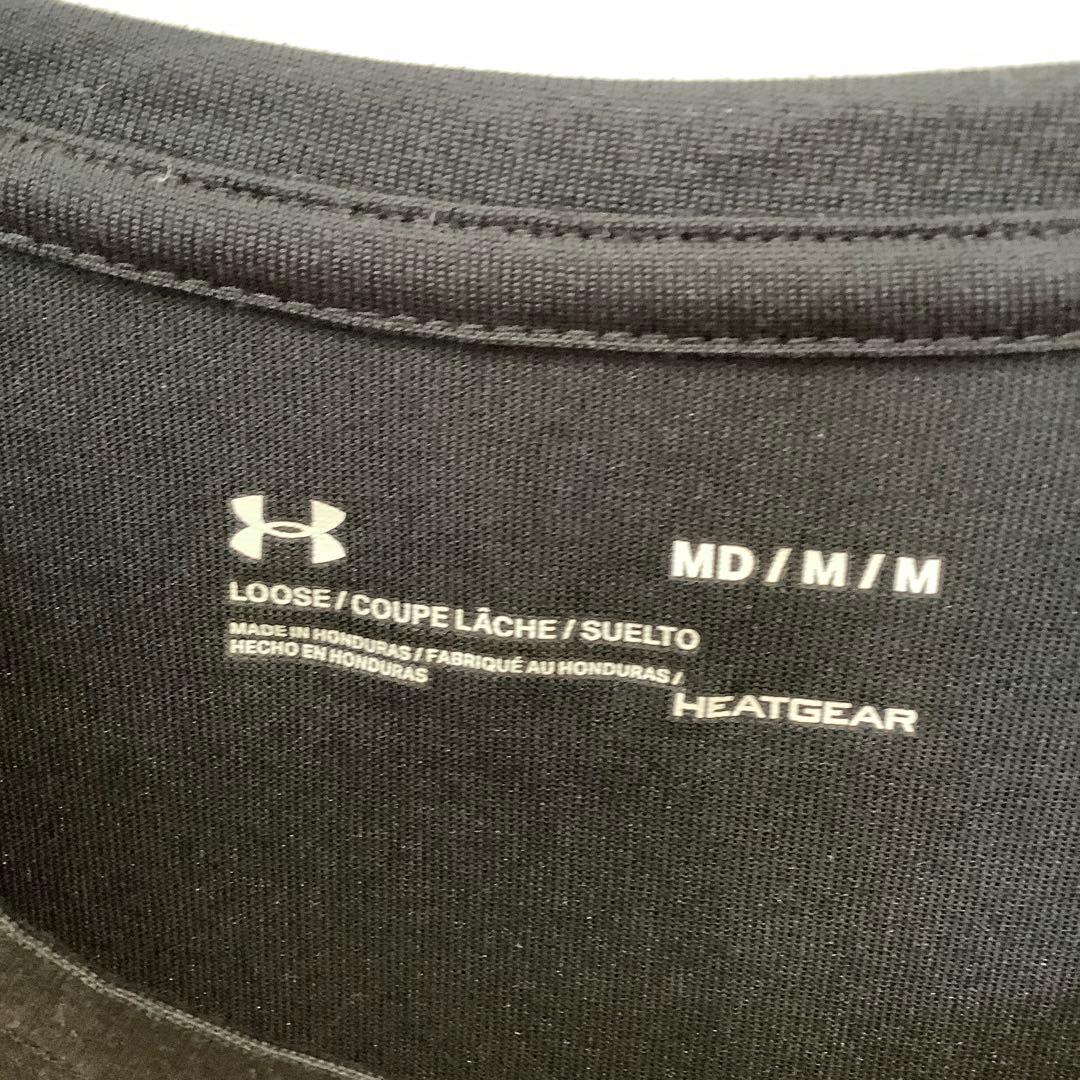 LOOSE / COUPE LÂCHE / SUELTO
MADE IN HONDURAS / FABRIQUÉ AU HONDURAS /
HECHO EN HONDURAS
MD / M / M
HEATGEAR